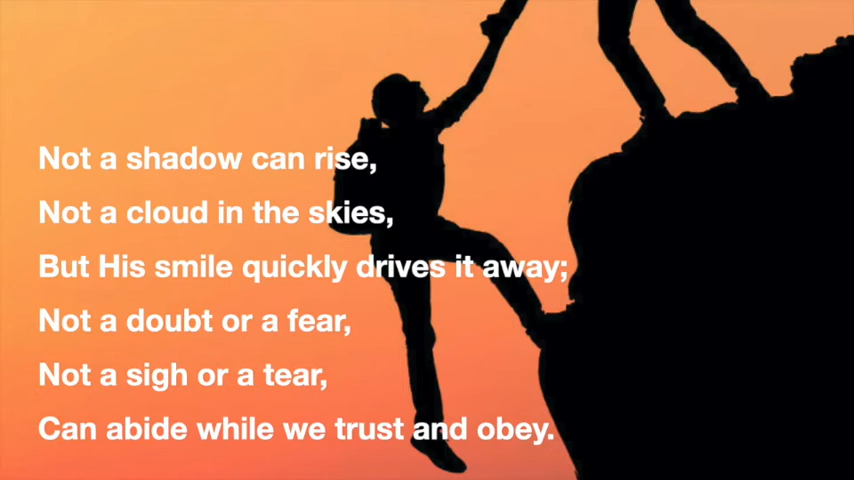 Not a shadow can rise,
Not a cloud in the skies,
But His smile quickly drives it away;
Not a doubt or a fear,
Not a sigh or a tear,
Can abide while we trust and obey.